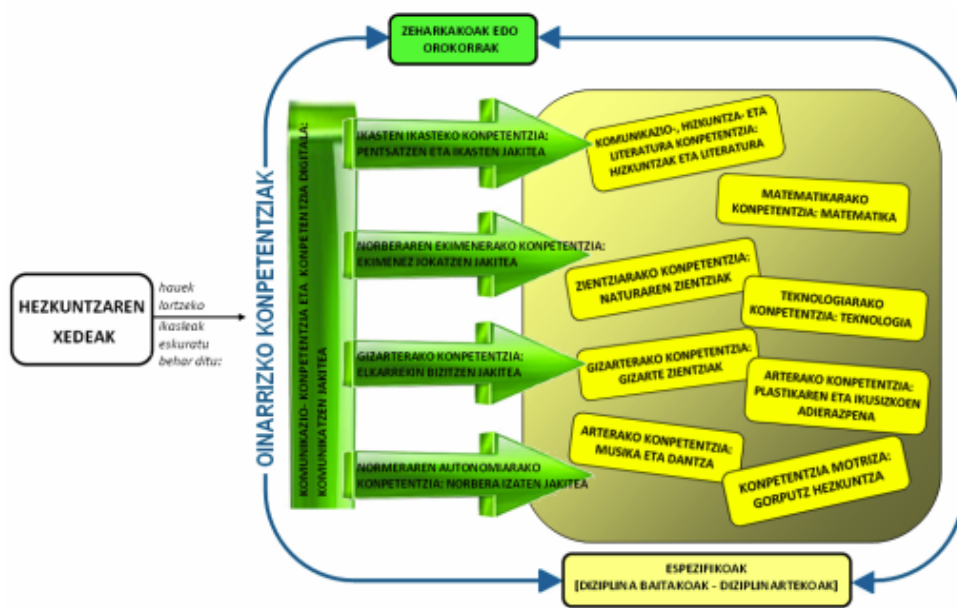 ZEHARKAKOAK EDO
OROKORRAK
HEZKUNTZAREN
XEDEAK
hauek
lortzeko
ikasleak
eskuratu
behar ditu:
OINARRIZKO KONPETENTZIAK
KOMUNIKAZIO- KONPETENTZIA ETA KONPETENTZIA DIGITALA:
KOMUNIKATZEN JAKITEA
IKASTEN IKASTEKO KONPETENTZIA:
PENTSATZEN ETA IKASTEN JAKITEA
NORBERAREN EKIMENERAKO KONPETENTZIA:
EKIMENEZ JOKATZEN JAKITEA
GIZARTERAKO KONPETENTZIA:
ELKARREKIN BIZITZEN JAKITEA
NORMERAREN AUTONOMIARAKO
KONPETENTZIA: NORBERA IZATEN JAKITEA
KOMUNIKAZIO-, HIZKUNTZA- ETA
LITERATURA KONPETENTZIA:
HIZKUNTZAK ETA LITERATURA
MATEMATIKARAKO
KONPETENTZIA: MATEMATIKA
ZIENTZIARAKO KONPETENTZIA:
NATURAREN ZIENTZIAK
TEKNOLOGIARAKO
KONPETENTZIA: TEKNOLOGIA
GIZARTERAKO KONPETENTZIA:
GIZARTE ZIENTZIAK
ARTERAKO KONPETENTZIA:
PLASTIKAREN ETA IKUSIZKOEN
ADIERAZPENA
ARTERAKO KONPETENTZIA:
MUSIKA ETA DANTZA
KONPETENTZIA MOTRIZA:
GORPUTZ HEZKUNTZA
ESPEZIFIKOAK
[DIZIPLINA BAITAKOAK - DIZIPLINARTEKOAK]